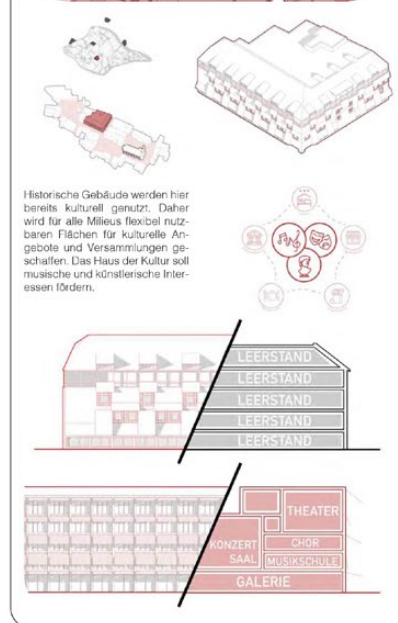 Historische Gebäude werden hier
bereits kulturell genutzt. Daher
wird für alle Milieus flexibel nutz-
baren Flächen für kulturelle An-
gebote und Versammlungen ge-
schaffen. Das Haus der Kultur soll
musische und künstlerische Inter-
essen fördern.
LEERSTAND
LEERSTAND
LEERSTAND
LEERSTAND
LEERSTAND
THEATER
KONZERT
SAAL
CHOR
MUSIKSCHULE
GALERIE